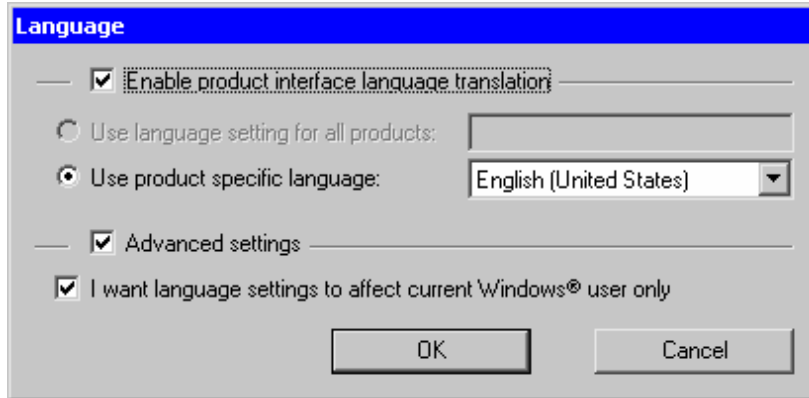 Language
Enable product interface language translation
Use language setting for all products:
Use product specific language: English (United States)
Advanced settings
I want language settings to affect current Windows® user only
OK Cancel